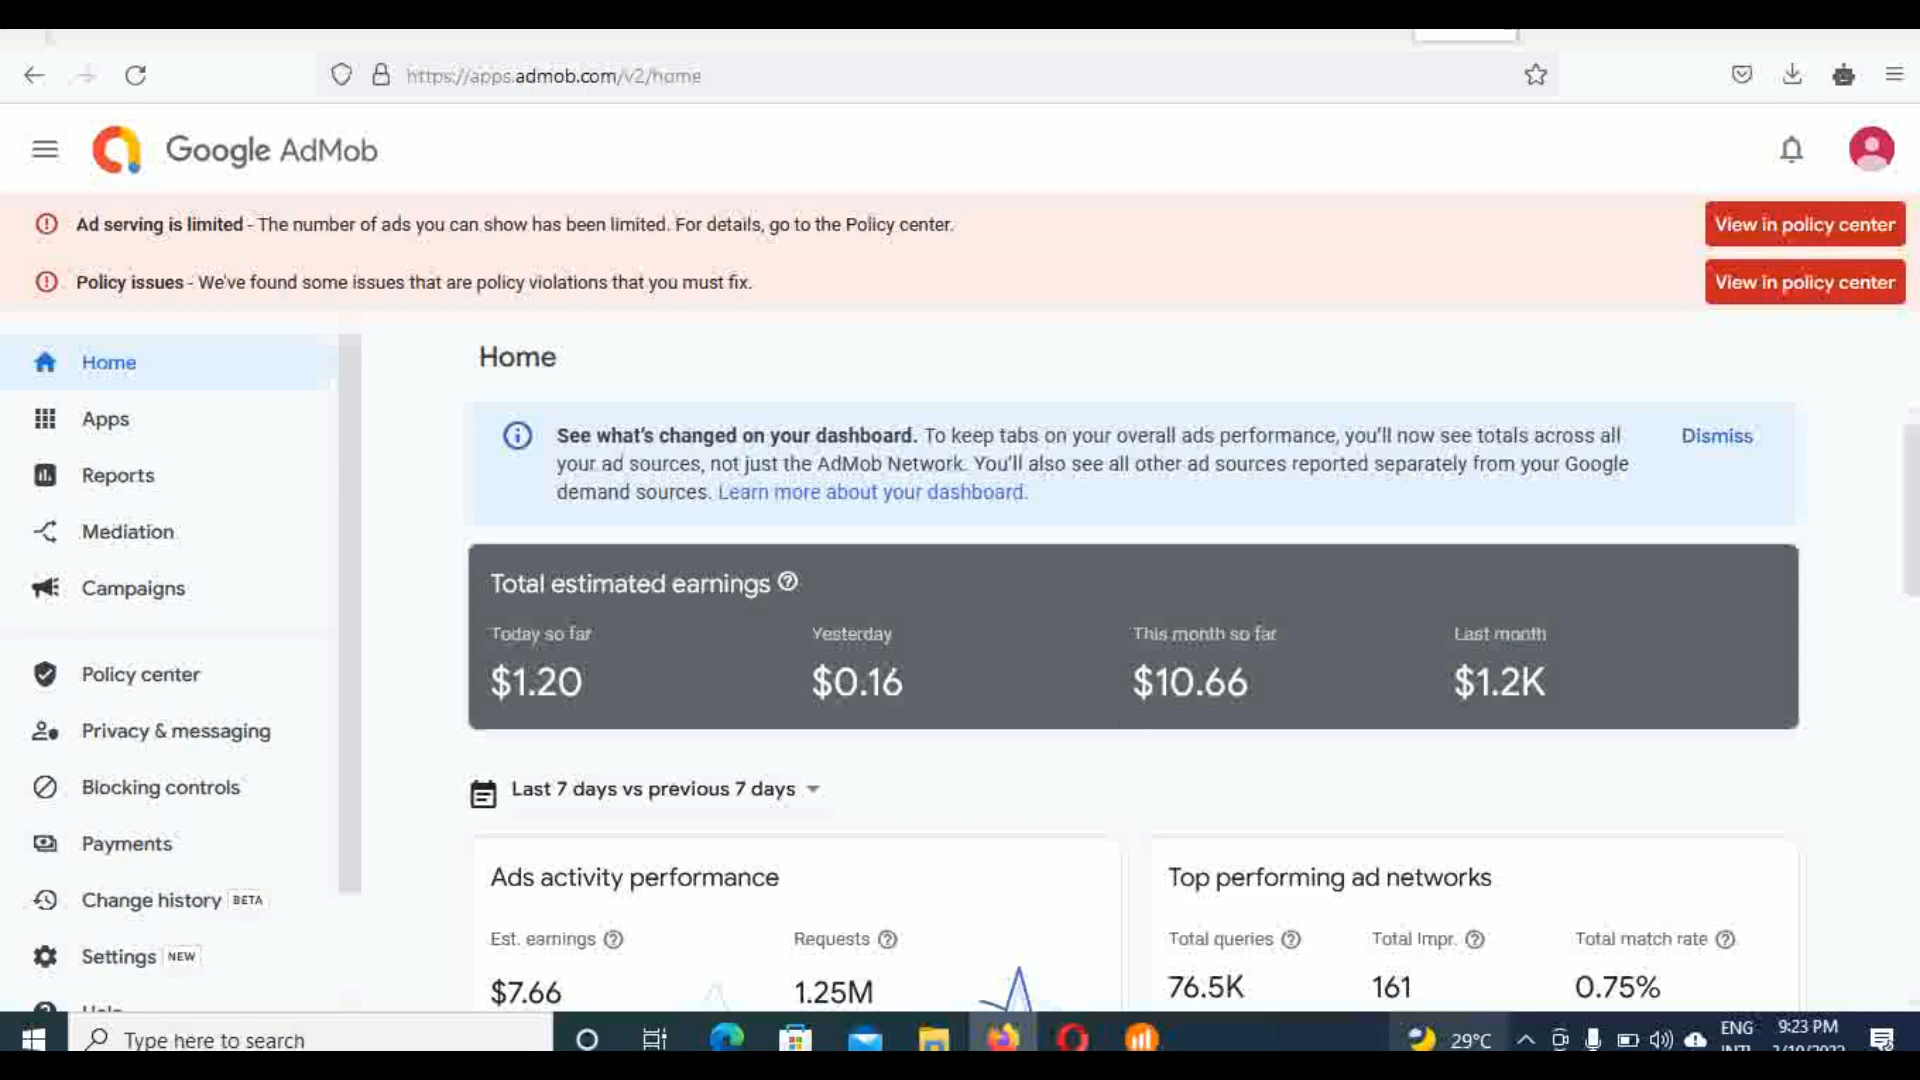 https://apps.admob.com/v2/home
Google AdMob
Ad serving is limited - The number of ads you can show has been limited. For details, go to the Policy center.
View in policy center
Policy issues - We've found some issues that are policy violations that you must fix.
View in policy center
Home
Apps
Reports
Mediation
Campaigns
Policy center
Privacy & messaging
Blocking controls
Payments
Change history BETA
Settings NEW
Home
See what's changed on your dashboard. To keep tabs on your overall ads performance, you'll now see totals across all
your ad sources, not just the AdMob Network. You'll also see all other ad sources reported separately from your Google
demand sources. Learn more about your dashboard.
Dismiss
Total estimated earnings
Today so far
$1.20
Yesterday
$0.16
This month so far
$10.66
Last month
$1.2K
Last 7 days vs previous 7 days
Ads activity performance
Est. earnings
$7.66
Requests
1.25M
Top performing ad networks
Total queries
76.5K
Total Impr.
161
Total match rate
0.75%
Type here to search
29°C
ENG
9:23 PM